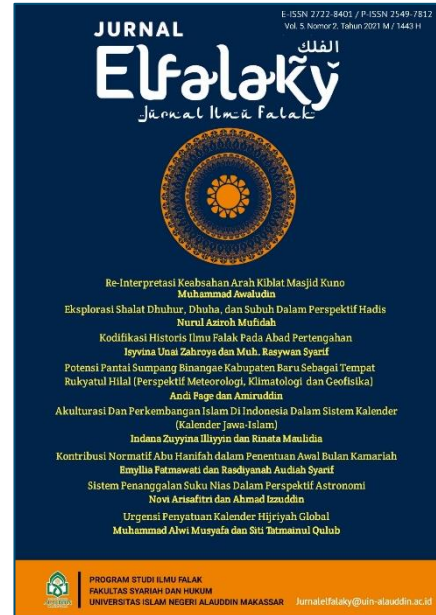 E-ISSN 2722-8401 / P-ISSN 2549-7812
Vol. 5. Nomor 2. Tahun 2021 M / 1443 H
JURNAL
الفلك
Elfalaky
Jurnal Ilmu Falak
Re-Interpretasi Keabsahan Arah Kiblat Masjid Kuno
Muhammad Awaludin
Eksplorasi Shalat Dhuhur, Dhuha, dan Subuh Dalam Perspektif Hadis
Nurul Aziroh Mufidah
Kodifikasi Historis Ilmu Falak Pada Abad Pertengahan
Isyvina Unai Zahroya dan Muh. Rasywan Syarif
Potensi Pantai Sumpang Binangae Kabupaten Baru Sebagai Tempat
Rukyatul Hilal (Perspektif Meteorologi, Klimatologi dan Geofisika)
Andi Fage dan Amiruddin
Akulturasi Dan Perkembangan Islam Di Indonesia Dalam Sistem Kalender
(Kalender Jawa-Islam)
Indana Zuyyina Illiyyin dan Rinata Maulidia
Kontribusi Normatif Abu Hanifah dalam Penentuan Awal Bulan Kamariah
Emyllia Fatmawati dan Rasdiyanah Audiah Syarif
Sistem Penanggalan Suku Nias Dalam Perspektif Astronomi
Novi Arisafitri dan Ahmad Izzuddin
Urgensi Penyatuan Kalender Hijriyah Global
Muhammad Alwi Musyafa dan Siti Tatmainul Qulub
PROGRAM STUDI ILMU FALAK
FAKULTAS SYARIAH DAN HUKUM
UNIVERSITAS ISLAM NEGERI ALAUDDIN MAKASSAR
Jurnalelfalaky@uin-alauddin.ac.id